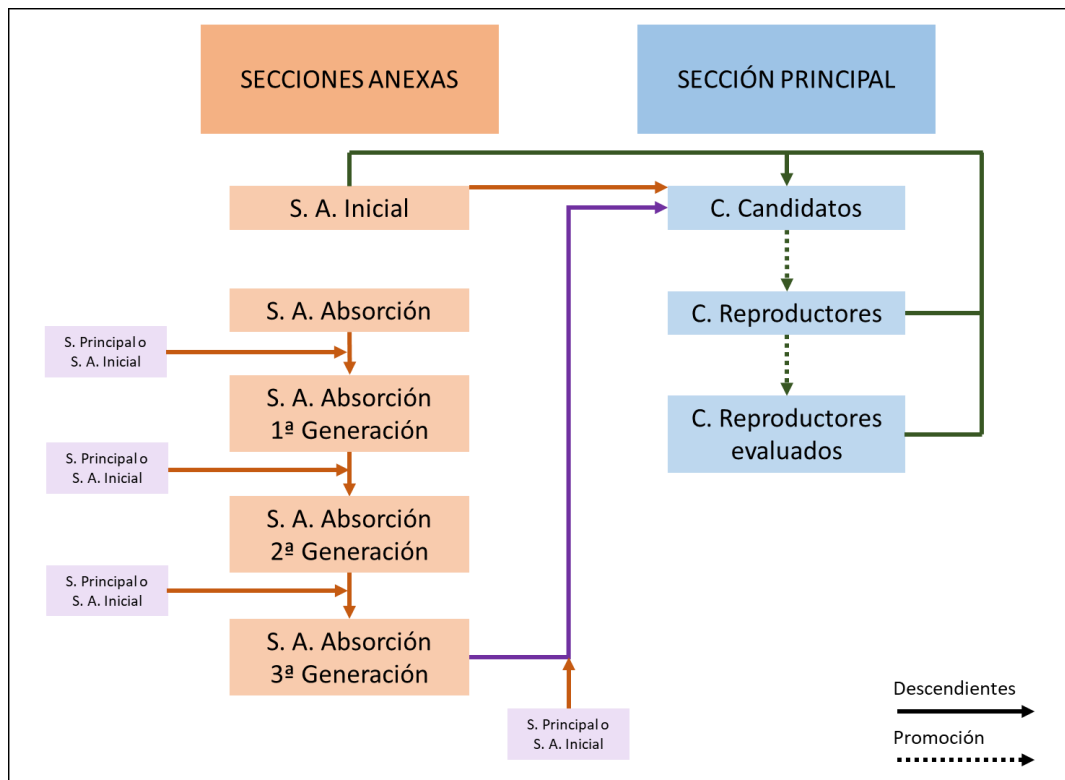 SECCIONES ANEXAS
SECCIÓN PRINCIPAL
S. A. Inicial
C. Candidatos
S. A. Absorción
C. Reproductores
S. Principal o
S. A. Inicial
S. A. Absorción
1ª Generación
C. Reproductores
evaluados
S. Principal o
S. A. Inicial
S. A. Absorción
2ª Generación
S. Principal o
S. A. Inicial
S. A. Absorción
3ª Generación
S. Principal o
S. A. Inicial
Descendientes
Promoción